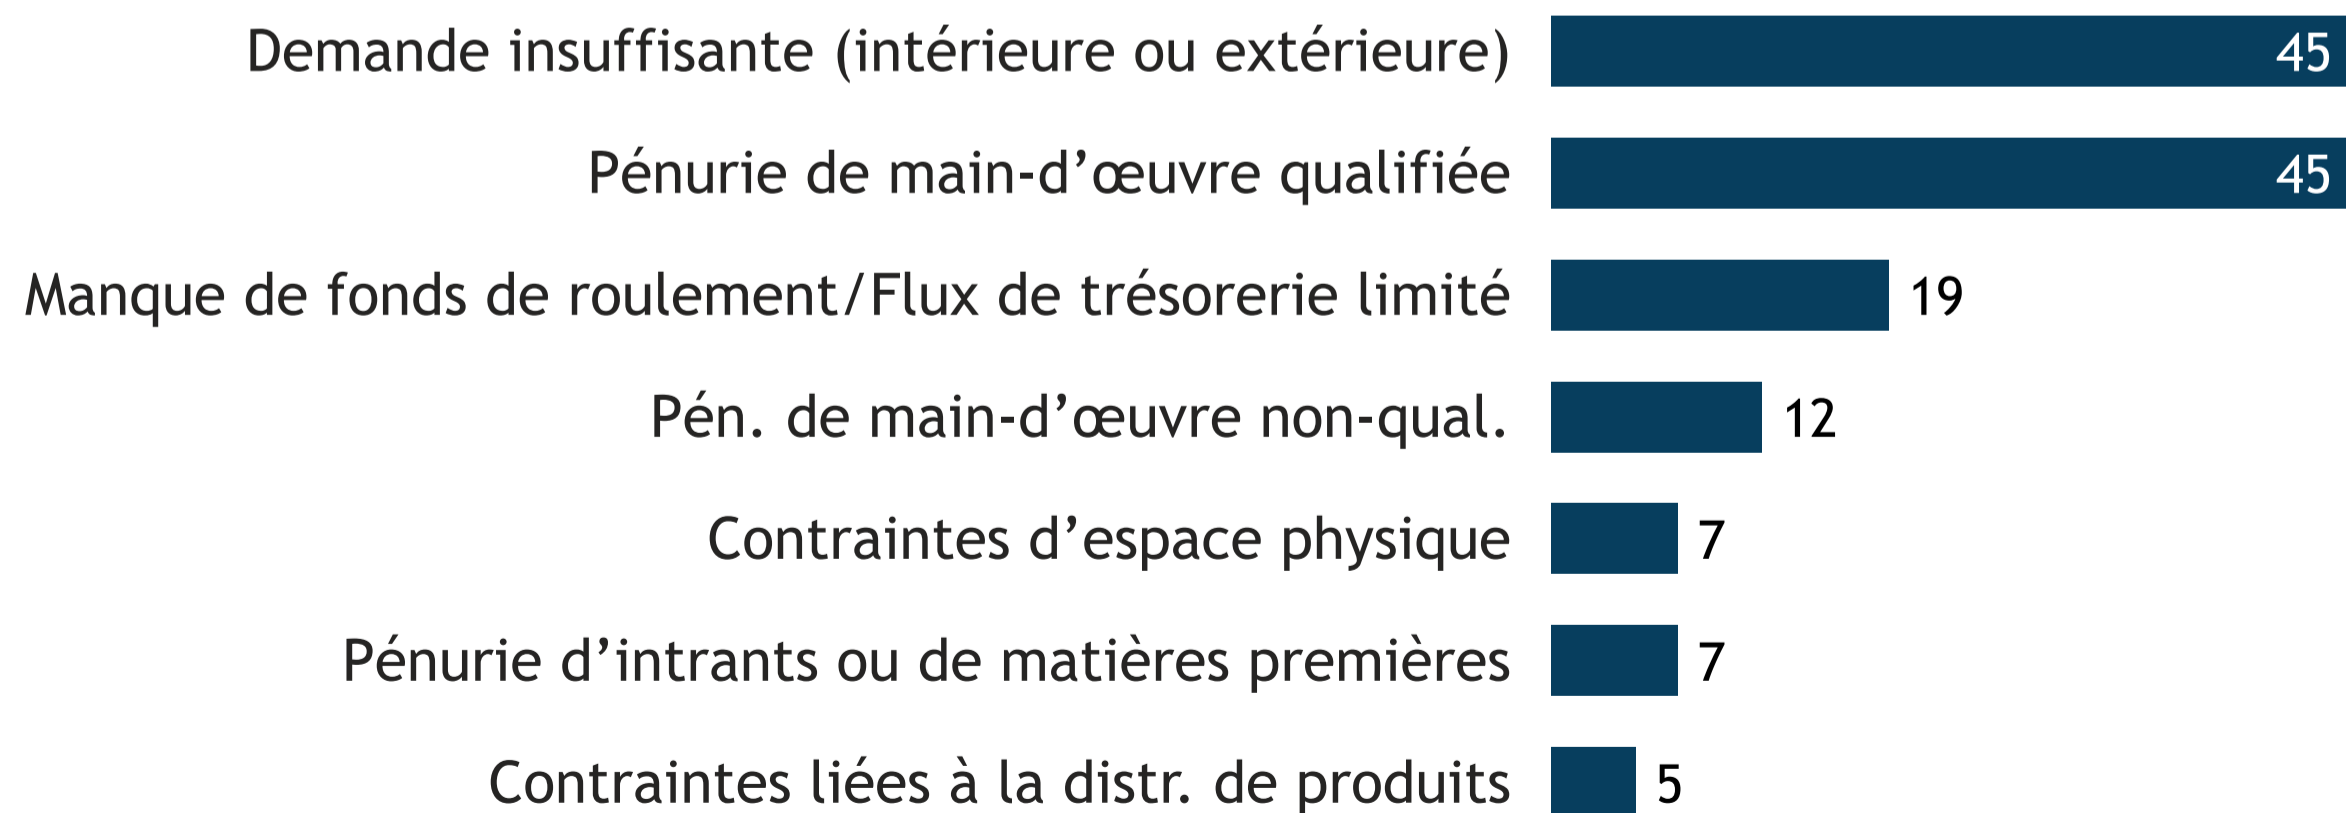 Demande insuffisante (intérieure ou extérieure) 45
Pénurie de main-d’œuvre qualifiée 45
Manque de fonds de roulement/Flux de trésorerie limité 19
Pén. de main-d’œuvre non-qual. 12
Contraintes d’espace physique 7
Pénurie d’intrants ou de matières premières 7
Contraintes liées à la distr. de produits 5